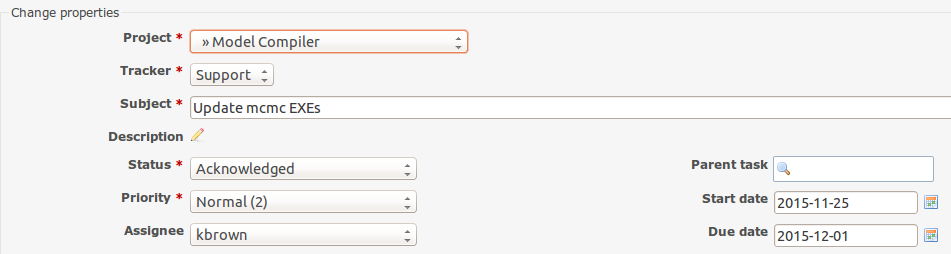 Change properties
Project * » Model Compiler
Tracker * Support
Subject * Update mcmc EXEs
Description
Status * Acknowledged Parent task
Priority * Normal (2) Start date 2015-11-25
Assignee kbrown Due date 2015-12-01